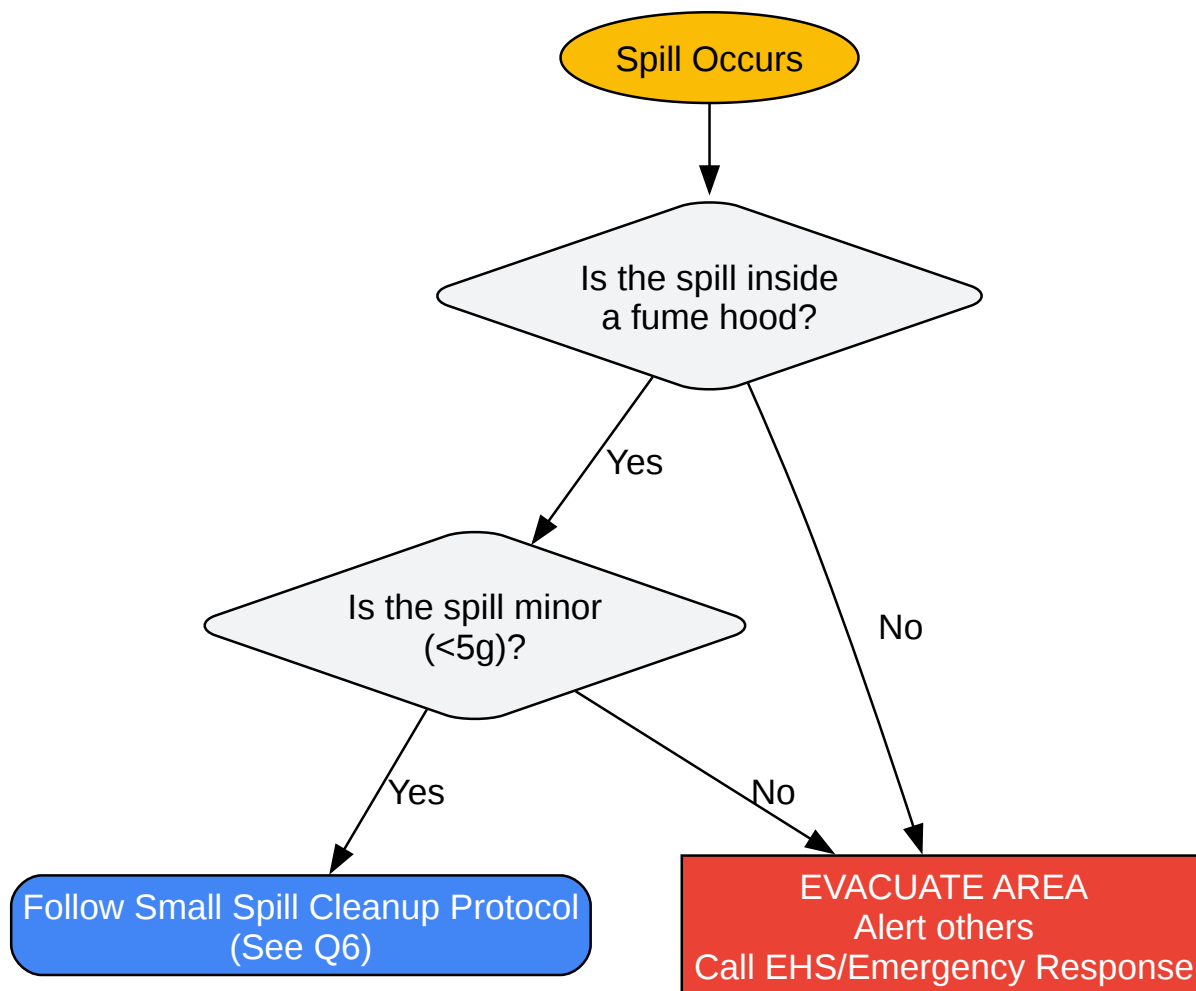 Spill Occurs
Is the spill inside
a fume hood?
Yes
Is the spill minor
(<5g)?
No
Yes
No
Follow Small Spill Cleanup Protocol
(See Q6)
EVACUATE AREA
Alert others
Call EHS/Emergency Response